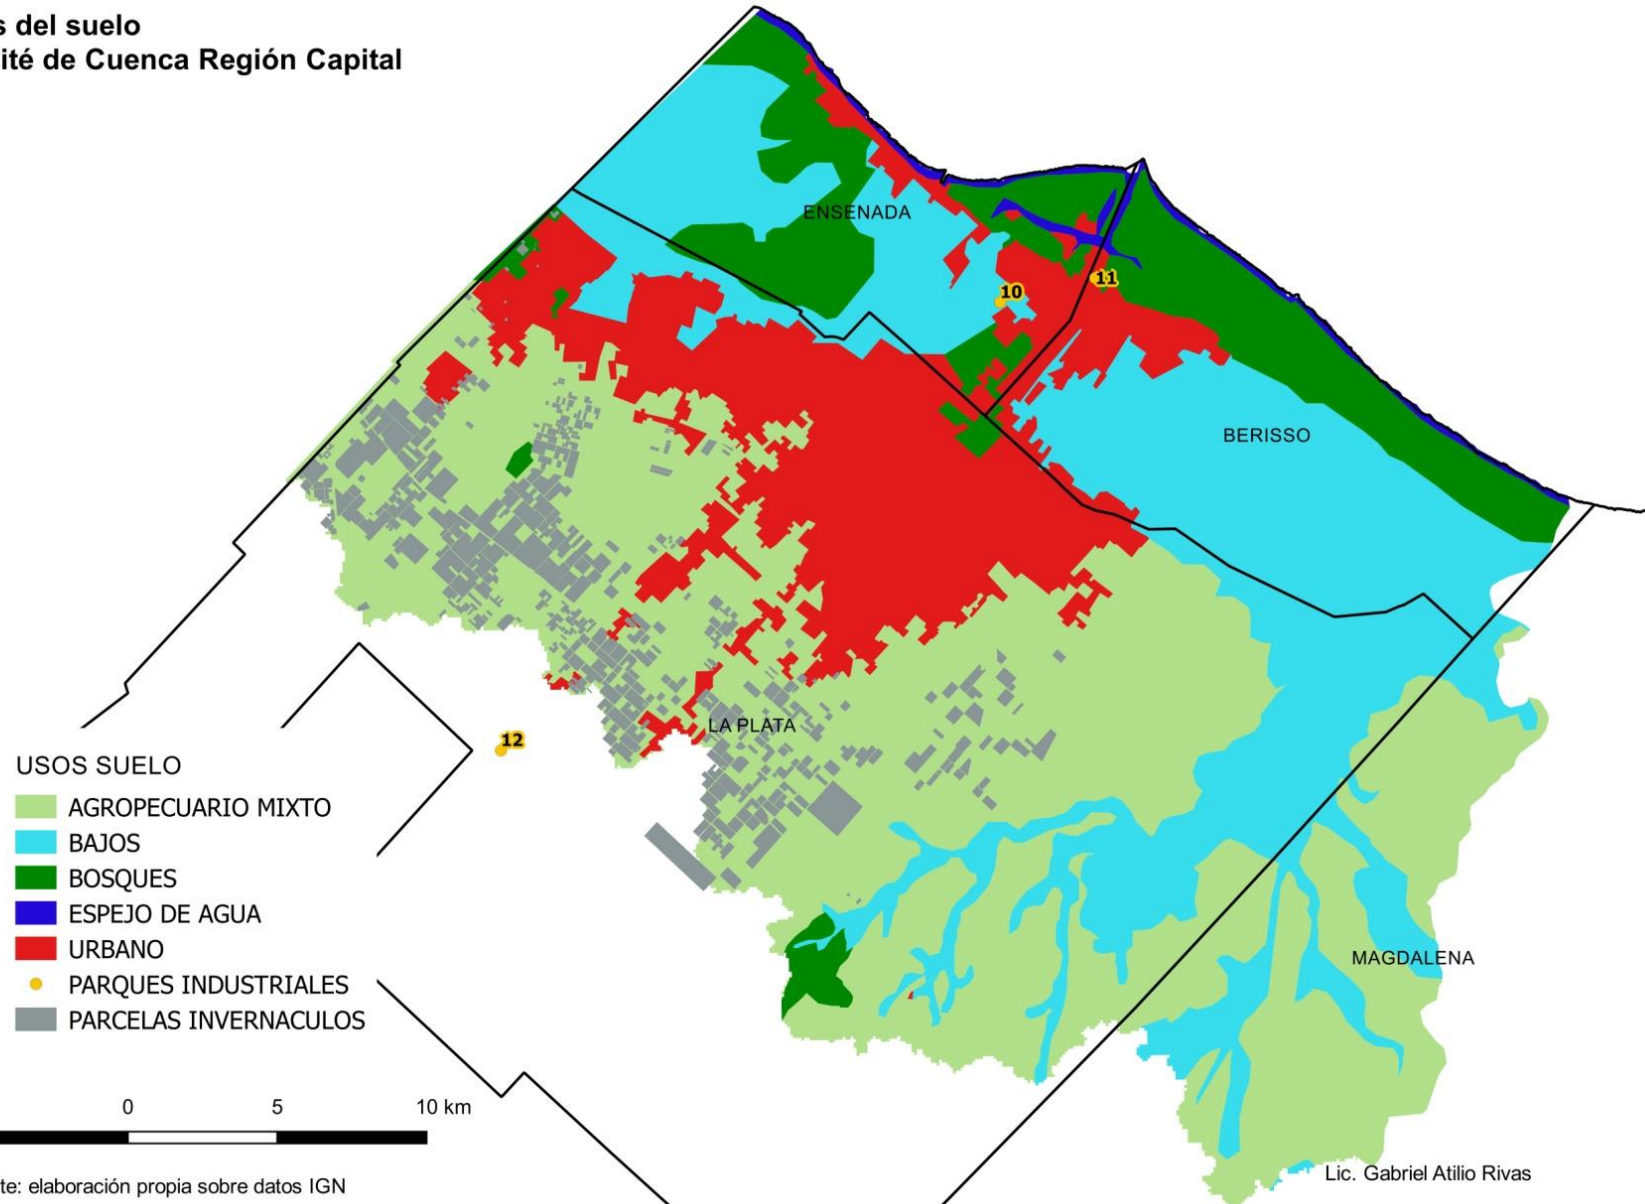 s del suelo
ité de Cuenca Región Capital
ENSENADA
11
10
BERISSO
LA PLATA
12
MAGDALENA
USOS SUELO
AGROPECUARIO MIXTO
BAJOS
BOSQUES
ESPEJO DE AGUA
URBANO
PARQUES INDUSTRIALES
PARCELAS INVERNACULOS
0 5 10 km
te: elaboración propia sobre datos IGN
Lic. Gabriel Atilio Rivas